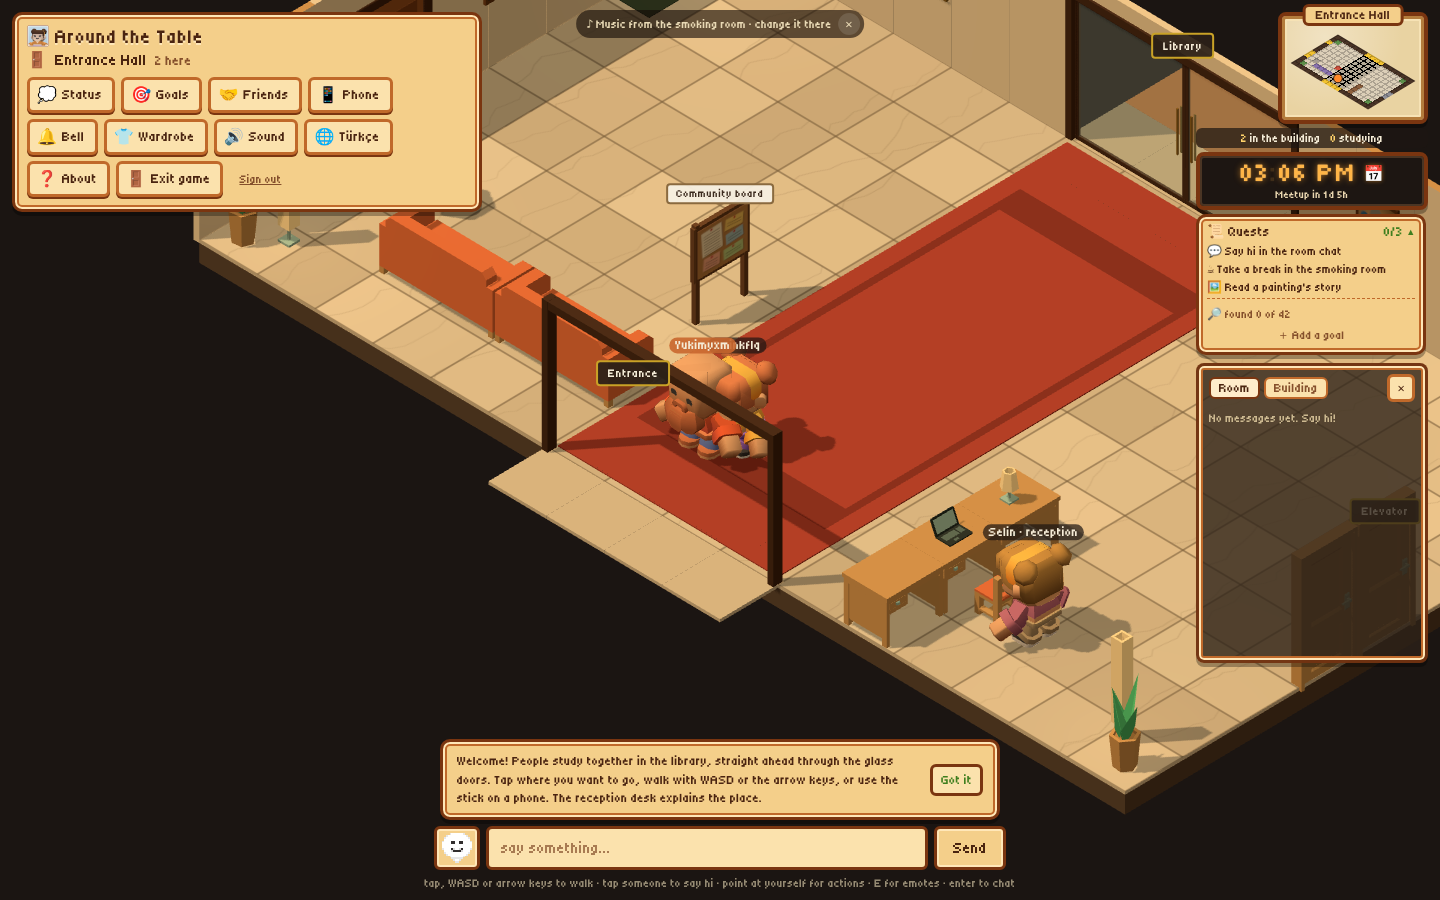 Around the Table
Entrance Hall 2 here
Status
Goals
Friends
Phone
Bell
Wardrobe
Sound
Türkçe
About
Exit game
Sign out
♪ Music from the smoking room · change it there ×
Library
Entrance Hall
2 in the building 0 studying
03:06 PM
Meetup in 1d 5h
Quests 0/3 ▲
Say hi in the room chat
Take a break in the smoking room
Read a painting's story
found 0 of 42
+ Add a goal
Room
Building
×
No messages yet. Say hi!
Elevator
Community board
Yukimyxm
Entrance
Selin · reception
Welcome! People study together in the library, straight ahead through the glass
doors. Tap where you want to go, walk with WASD or the arrow keys, or use the
stick on a phone. The reception desk explains the place.
Got it
say something...
Send
tap, WASD or arrow keys to walk · tap someone to say hi · point at yourself for actions · E for emotes · enter to chat